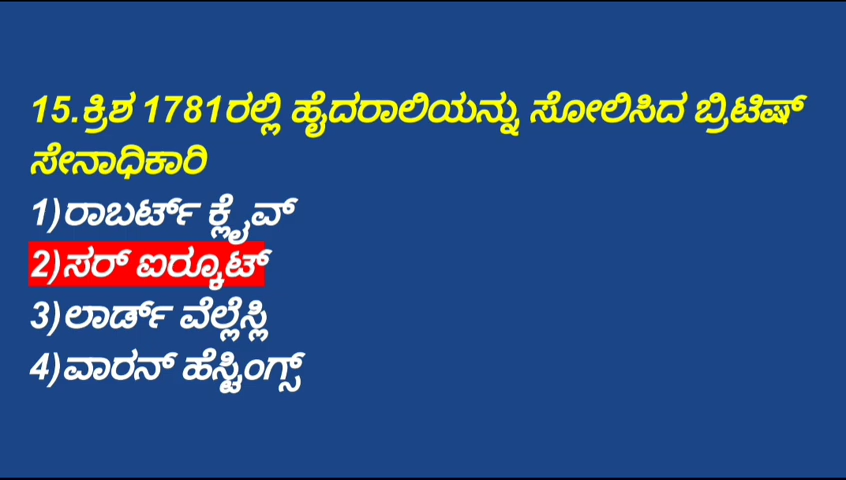 15.ಕ್ರಿಶ 1781ರಲ್ಲಿ ಹೈದರಾಲಿಯನ್ನು ಸೋಲಿಸಿದ ಬ್ರಿಟಿಷ್
ಸೇನಾಧಿಕಾರಿ
1)ರಾಬರ್ಟ್ ಕ್ಲೈವ್
2)ಸರ್ ಐರ‍್ಕೂಟ್
3)ಲಾರ್ಡ್ ವೆಲ್ಲೆಸ್ಲಿ
4)ವಾರನ್ ಹೆಸ್ಟಿಂಗ್ಸ್